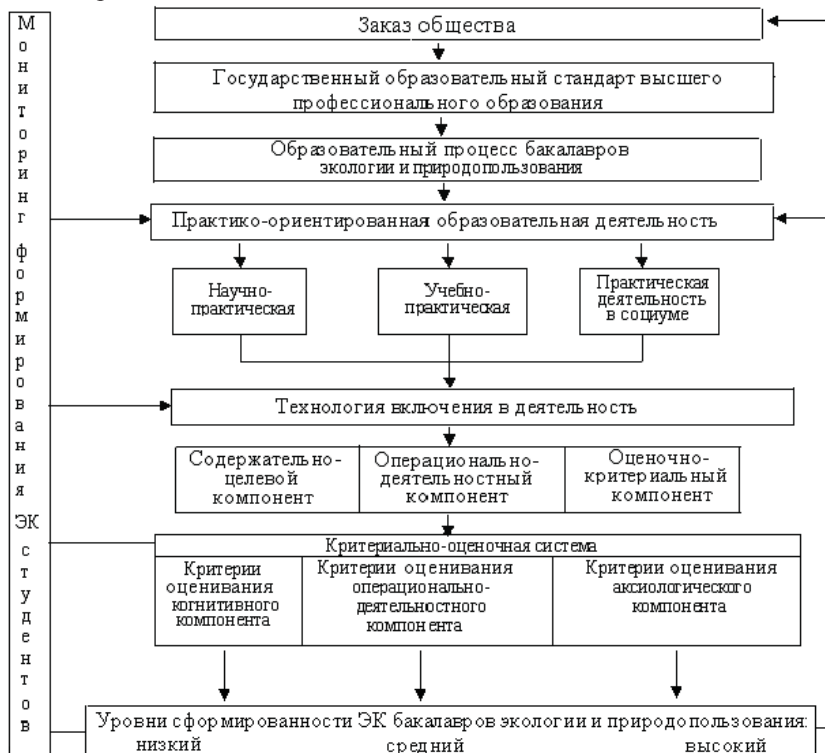 Мониторинг формирования ЭК студентов
Заказ общества
Государственный образовательный стандарт высшего
профессионального образования
Образовательный процесс бакалавров
экологии и природопользования
Практико-ориентированная образовательная деятельность
Научно-
практическая
Учебно-
практическая
Практическая
деятельность
в социуме
Технология включения в деятельность
Содержательно-
целевой
компонент
Операционально-
деятельностный
компонент
Оценочно-
критериальный
компонент
Критериально-оценочная система
Критерии
оценивания
когнитивного
компонента
Критерии оценивания
операционально-
деятельностного
компонента
Критерии оценивания
аксиологического
компонента
Уровни сформированности ЭК бакалавров экологии и природопользования:
низкий средний высокий